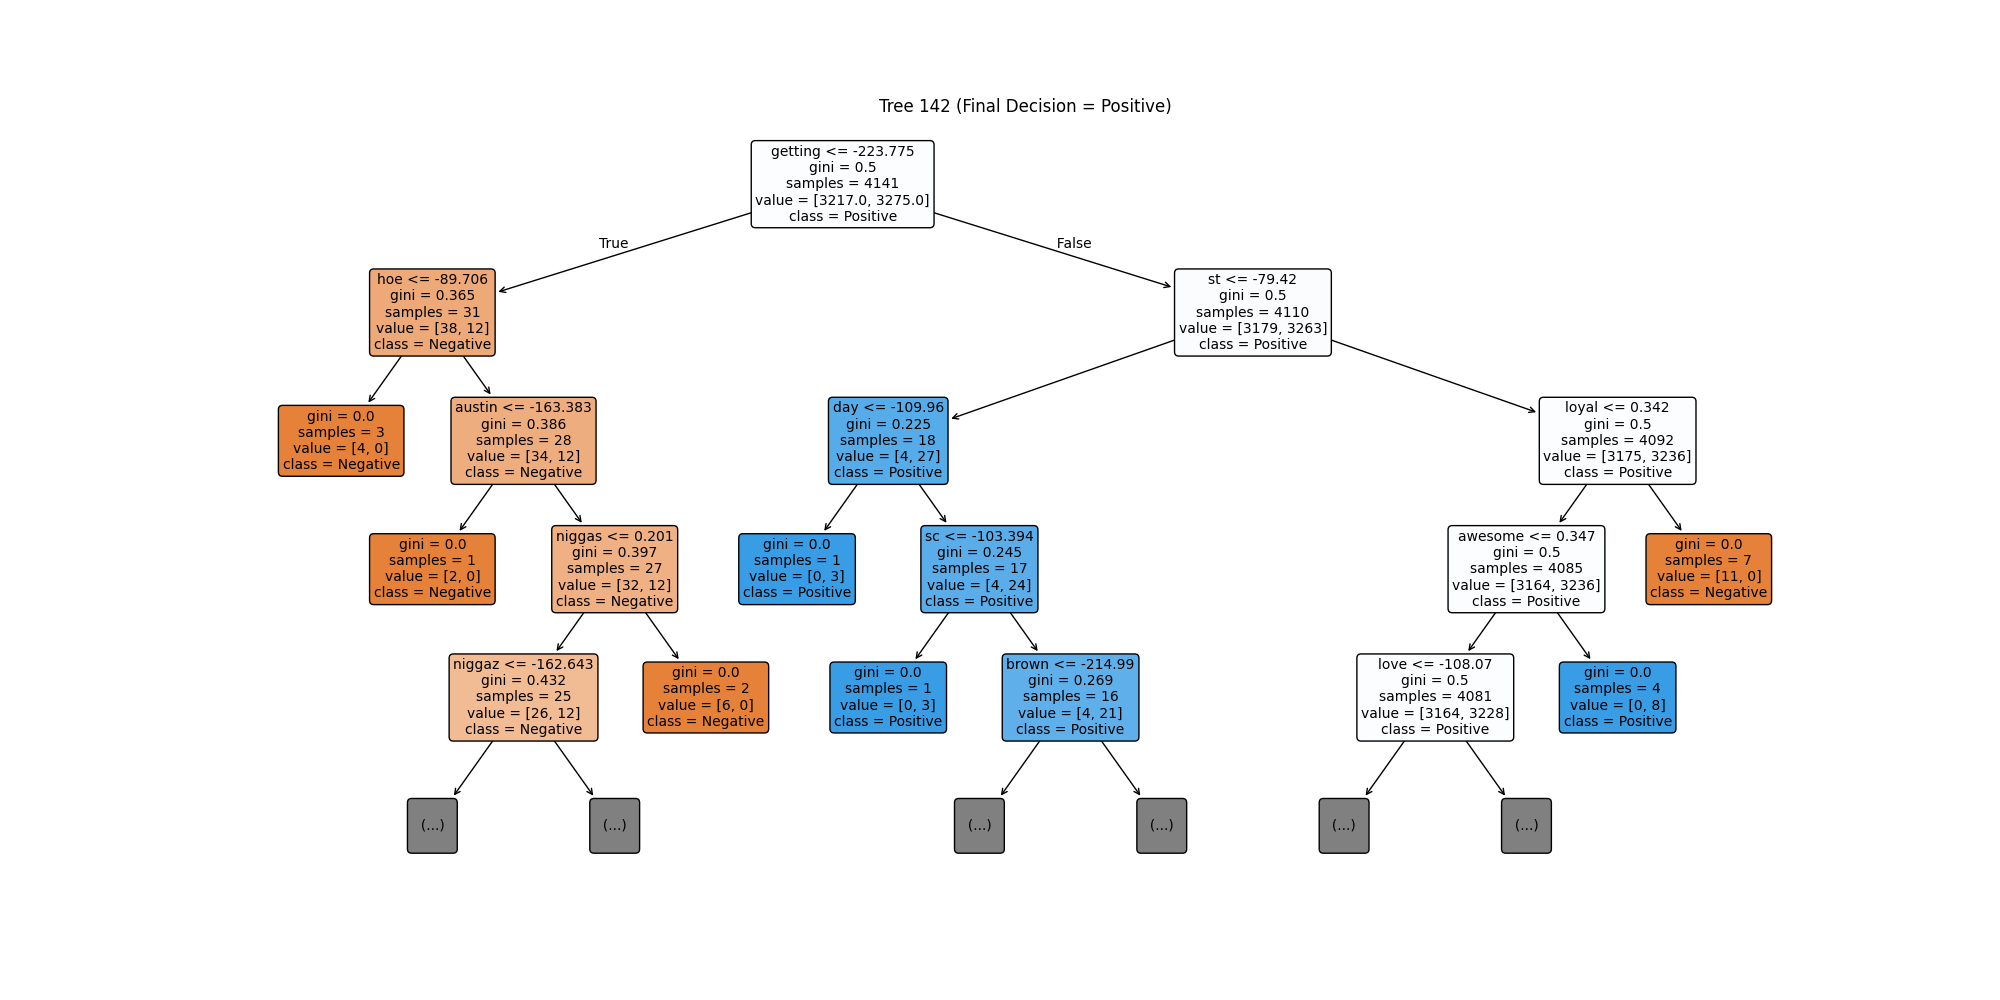 Tree 142 (Final Decision = Positive)
getting <= -223.775
gini = 0.5
samples = 4141
value = [3217.0, 3275.0]
class = Positive
True
False
hoe <= -89.706
gini = 0.365
samples = 31
value = [38, 12]
class = Negative
st <= -79.42
gini = 0.5
samples = 4110
value = [3179, 3263]
class = Positive
gini = 0.0
samples = 3
value = [4, 0]
class = Negative
austin <= -163.383
gini = 0.386
samples = 28
value = [34, 12]
class = Negative
day <= -109.96
gini = 0.225
samples = 18
value = [4, 27]
class = Positive
loyal <= 0.342
gini = 0.5
samples = 4092
value = [3175, 3236]
class = Positive
gini = 0.0
samples = 1
value = [2, 0]
class = Negative
niggas <= 0.201
gini = 0.397
samples = 27
value = [32, 12]
class = Negative
gini = 0.0
samples = 1
value = [0, 3]
class = Positive
sc <= -103.394
gini = 0.245
samples = 17
value = [4, 24]
class = Positive
awesome <= 0.347
gini = 0.5
samples = 4085
value = [3164, 3236]
class = Positive
gini = 0.0
samples = 7
value = [11, 0]
class = Negative
niggaz <= -162.643
gini = 0.432
samples = 25
value = [26, 12]
class = Negative
gini = 0.0
samples = 2
value = [6, 0]
class = Negative
gini = 0.0
samples = 1
value = [0, 3]
class = Positive
brown <= -214.99
gini = 0.269
samples = 16
value = [4, 21]
class = Positive
love <= -108.07
gini = 0.5
samples = 4081
value = [3164, 3228]
class = Positive
gini = 0.0
samples = 4
value = [0, 8]
class = Positive
(...)
(...)
(...)
(...)
(...)
(...)